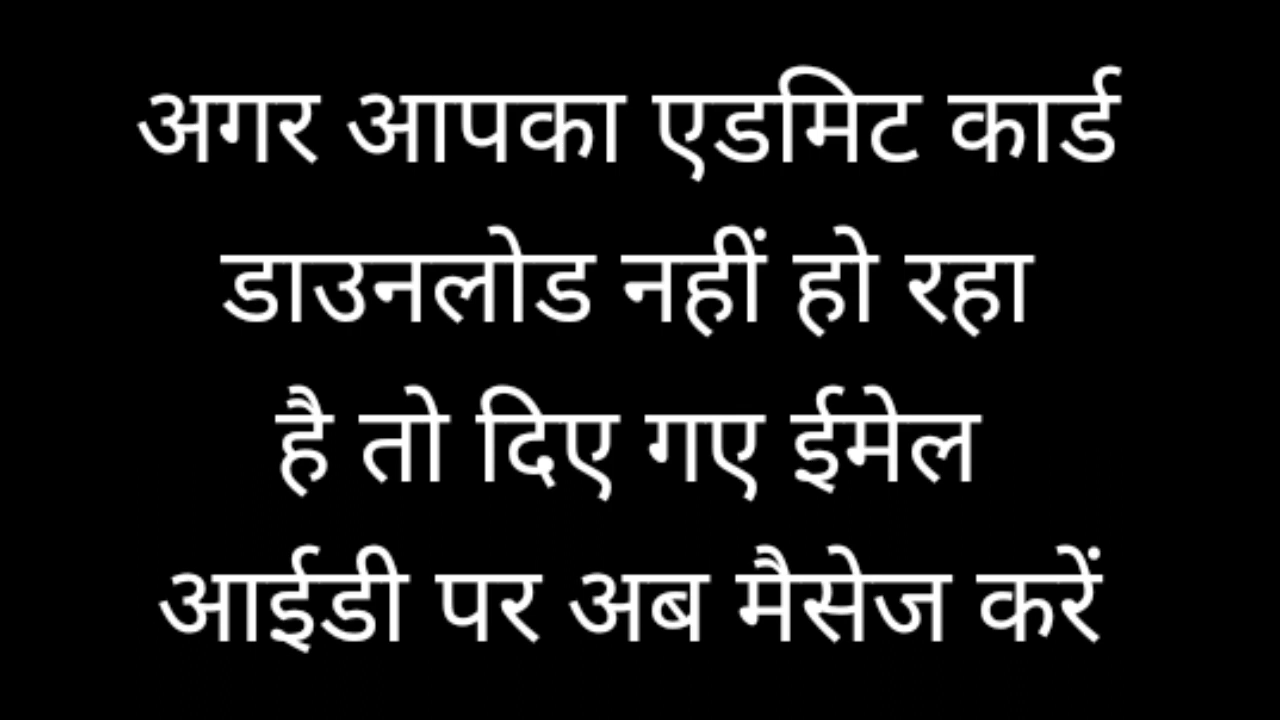 अगर आपका एडमिट कार्ड
डाउनलोड नहीं हो रहा
है तो दिए गए ईमेल
आईडी पर अब मैसेज करें